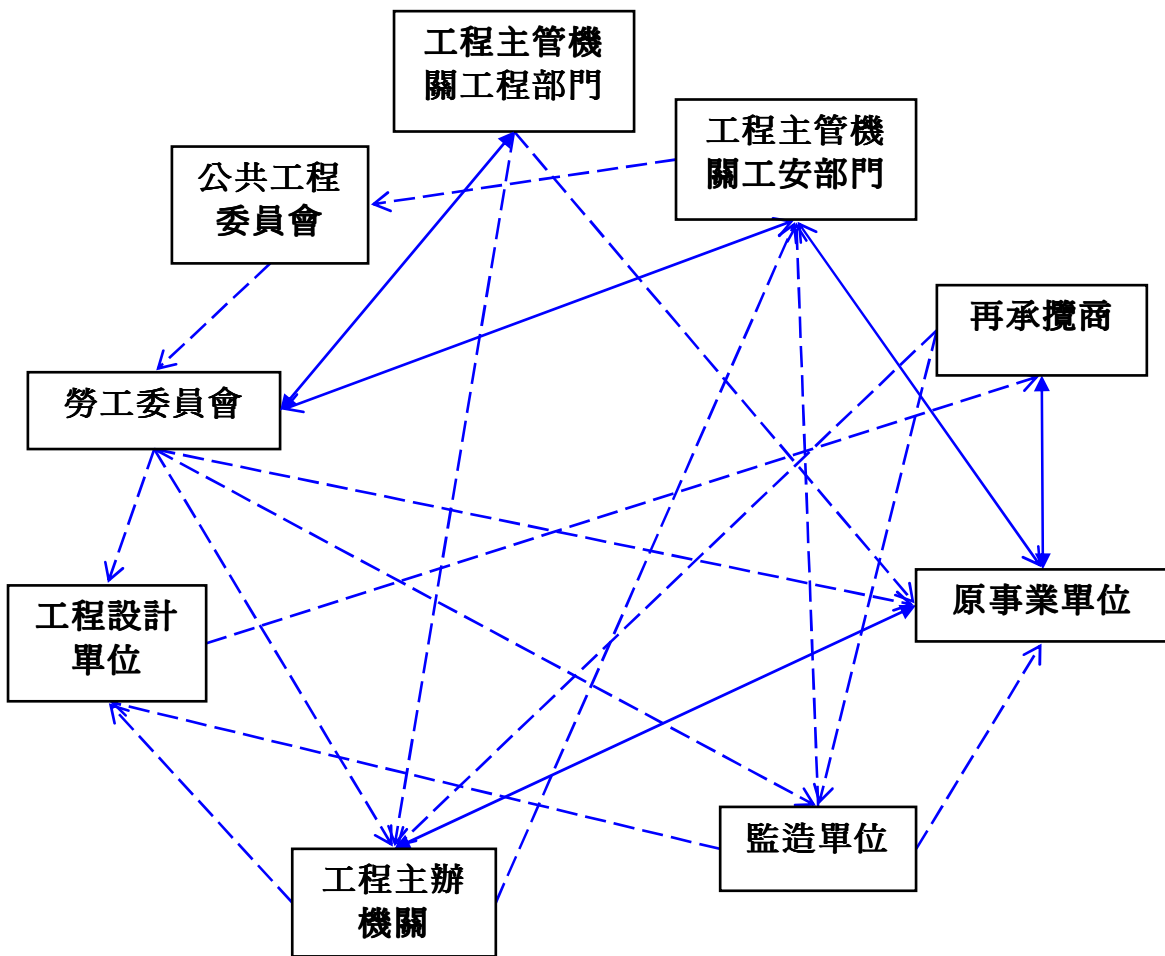 工程主管機
關工程部門
工程主管機
關工安部門
公共工程
委員會
再承攬商
勞工委員會
原事業單位
工程設計
單位
監造單位
工程主辦
機關